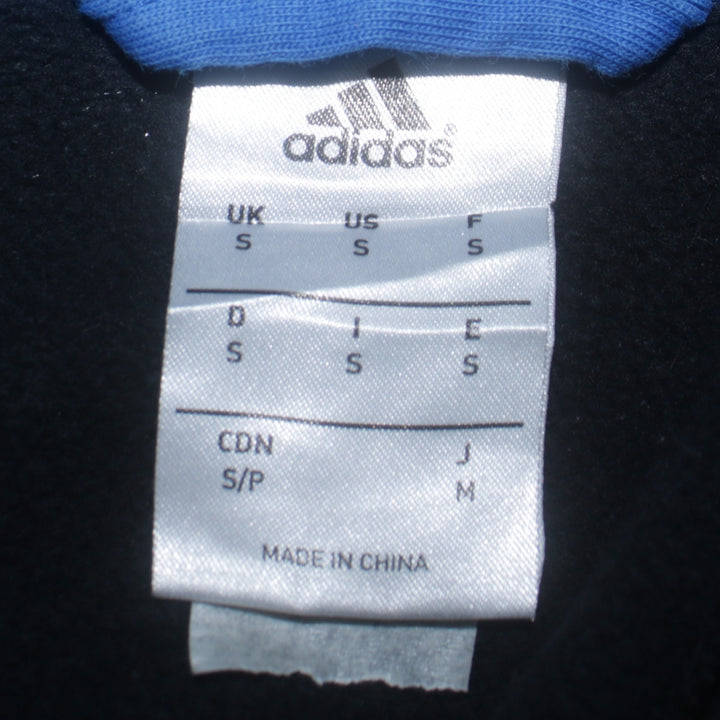 adidas®
UK US F
S S S
D I E
S S S
CDN J
S/P M
MADE IN CHINA